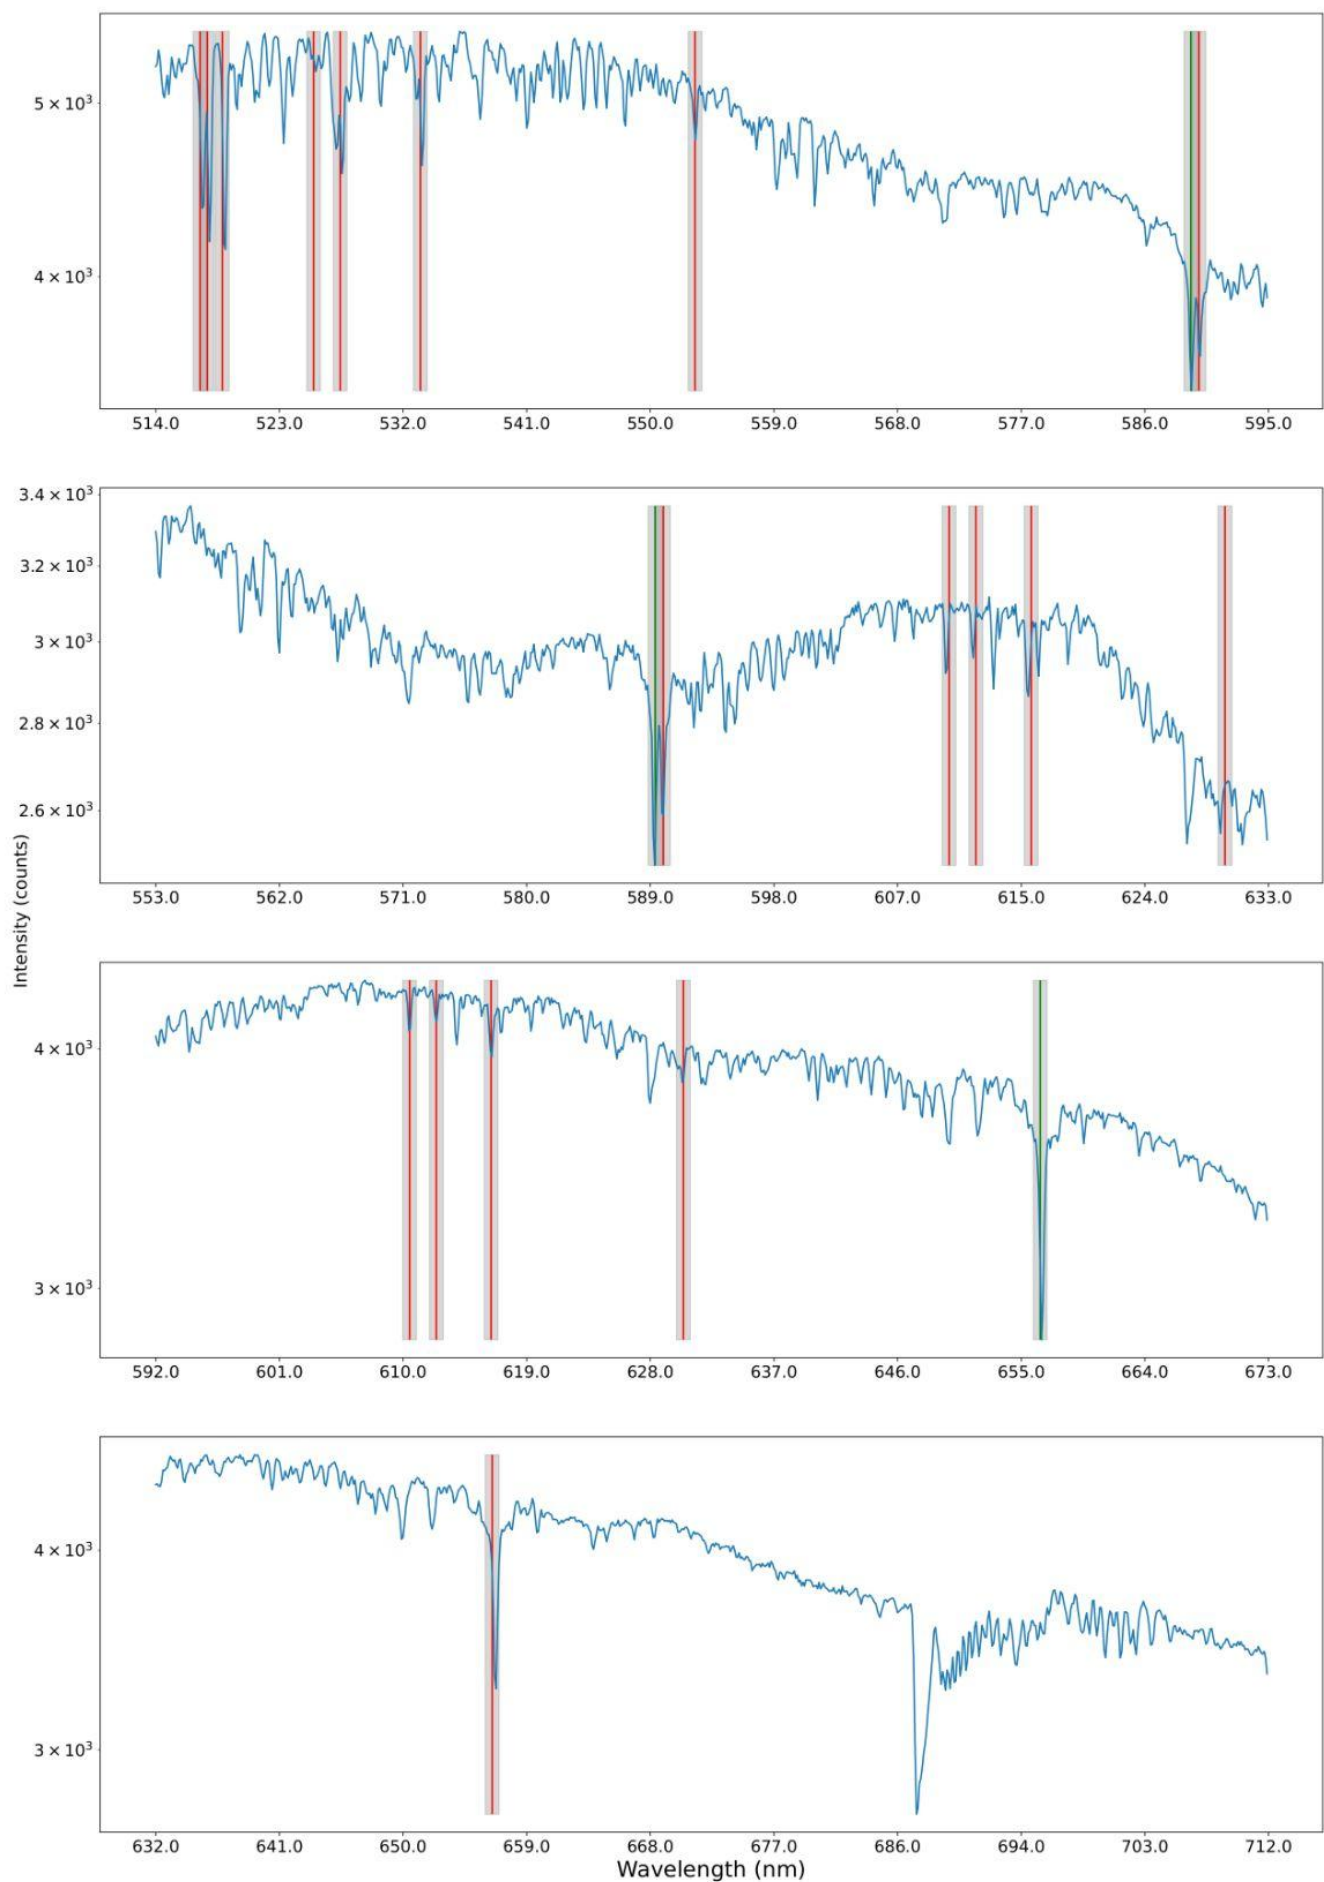 5 × 10³
4 × 10³
514.0 523.0 532.0 541.0 550.0 559.0 568.0 577.0 586.0 595.0
3.4 × 10³
3.2 × 10³
3 × 10³
2.8 × 10³
2.6 × 10³
553.0 562.0 571.0 580.0 589.0 598.0 607.0 615.0 624.0 633.0
Intensity (counts)
4 × 10³
3 × 10³
592.0 601.0 610.0 619.0 628.0 637.0 646.0 655.0 664.0 673.0
4 × 10³
3 × 10³
632.0 641.0 650.0 659.0 668.0 677.0 686.0 694.0 703.0 712.0
Wavelength (nm)